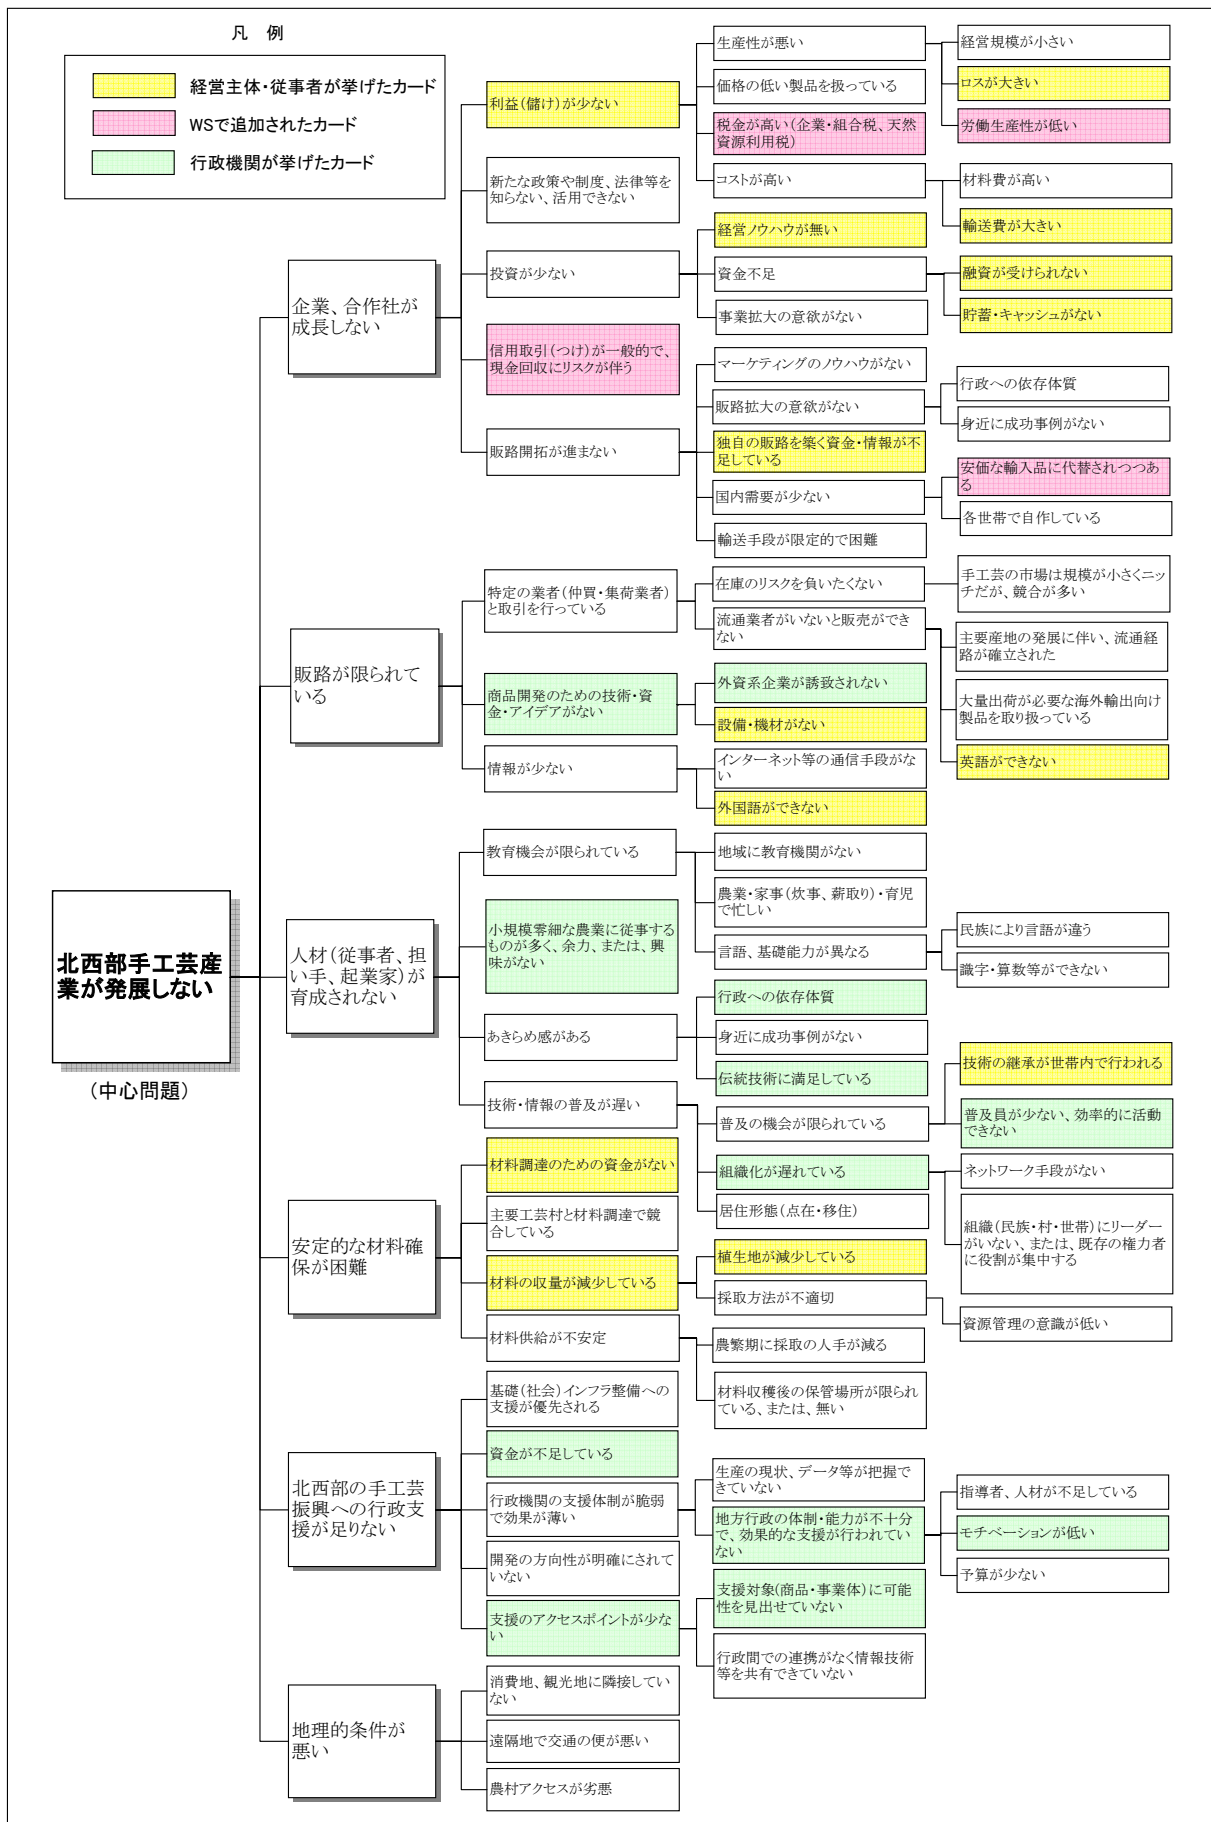 凡 例
経営主体・従事者が挙げたカード
WSで追加されたカード
行政機関が挙げたカード
北西部手工芸産
業が発展しない
(中心問題)
企業、合作社が
成長しない
利益(儲け)が少ない
生産性が悪い
経営規模が小さい
ロスが大きい
労働生産性が低い
価格の低い製品を扱っている
税金が高い(企業・組合税、天然
資源利用税)
コストが高い
材料費が高い
輸送費が大きい
新たな政策や制度、法律等を
知らない、活用できない
投資が少ない
経営ノウハウが無い
資金不足
融資が受けられない
貯蓄・キャッシュがない
事業拡大の意欲がない
信用取引(つけ)が一般的で、
現金回収にリスクが伴う
販路開拓が進まない
マーケティングのノウハウがない
販路拡大の意欲がない
行政への依存体質
身近に成功事例がない
独自の販路を築く資金・情報が不
足している
国内需要が少ない
安価な輸入品に代替されつつあ
る
各世帯で自作している
輸送手段が限定的で困難
販路が限られて
いる
特定の業者(仲買・集荷業者)
と取引を行っている
在庫のリスクを負いたくない
手工芸の市場は規模が小さくニッ
チだが、競合が多い
流通業者がいないと販売ができ
ない
主要産地の発展に伴い、流通経
路が確立された
大量出荷が必要な海外輸出向け
製品を取り扱っている
英語ができない
商品開発のための技術・資
金・アイデアがない
外資系企業が誘致されない
設備・機材がない
情報が少ない
インターネット等の通信手段がな
い
外国語ができない
人材(従事者、担
い手、起業家)が
育成されない
教育機会が限られている
地域に教育機関がない
農業・家事(炊事、薪取り)・育児
で忙しい
言語、基礎能力が異なる
民族により言語が違う
識字・算数等ができない
小規模零細な農業に従事する
ものが多く、余力、または、興
味がない
あきらめ感がある
行政への依存体質
身近に成功事例がない
伝統技術に満足している
技術・情報の普及が遅い
普及の機会が限られている
技術の継承が世帯内で行われる
普及員が少ない、効率的に活動
できない
組織化が遅れている
ネットワーク手段がない
組織(民族・村・世帯)にリーダー
がいない、または、既存の権力者
に役割が集中する
居住形態(点在・移住)
安定的な材料確
保が困難
材料調達のための資金がない
主要工芸村と材料調達で競
合している
材料の収量が減少している
植生地が減少している
採取方法が不適切
資源管理の意識が低い
材料供給が不安定
農繁期に採取の人手が減る
材料収穫後の保管場所が限られ
ている、または、無い
北西部の手工芸
振興への行政支
援が足りない
基礎(社会)インフラ整備への
支援が優先される
資金が不足している
行政機関の支援体制が脆弱
で効果が薄い
生産の現状、データ等が把握で
きていない
地方行政の体制・能力が不十分
で、効果的な支援が行われてい
ない
指導者、人材が不足している
モチベーションが低い
予算が少ない
開発の方向性が明確にされて
いない
支援のアクセスポイントが少な
い
支援対象(商品・事業体)に可能
性を見出せていない
行政間での連携がなく情報技術
等を共有できていない
地理的条件が
悪い
消費地、観光地に隣接してい
ない
遠隔地で交通の便が悪い
農村アクセスが劣悪